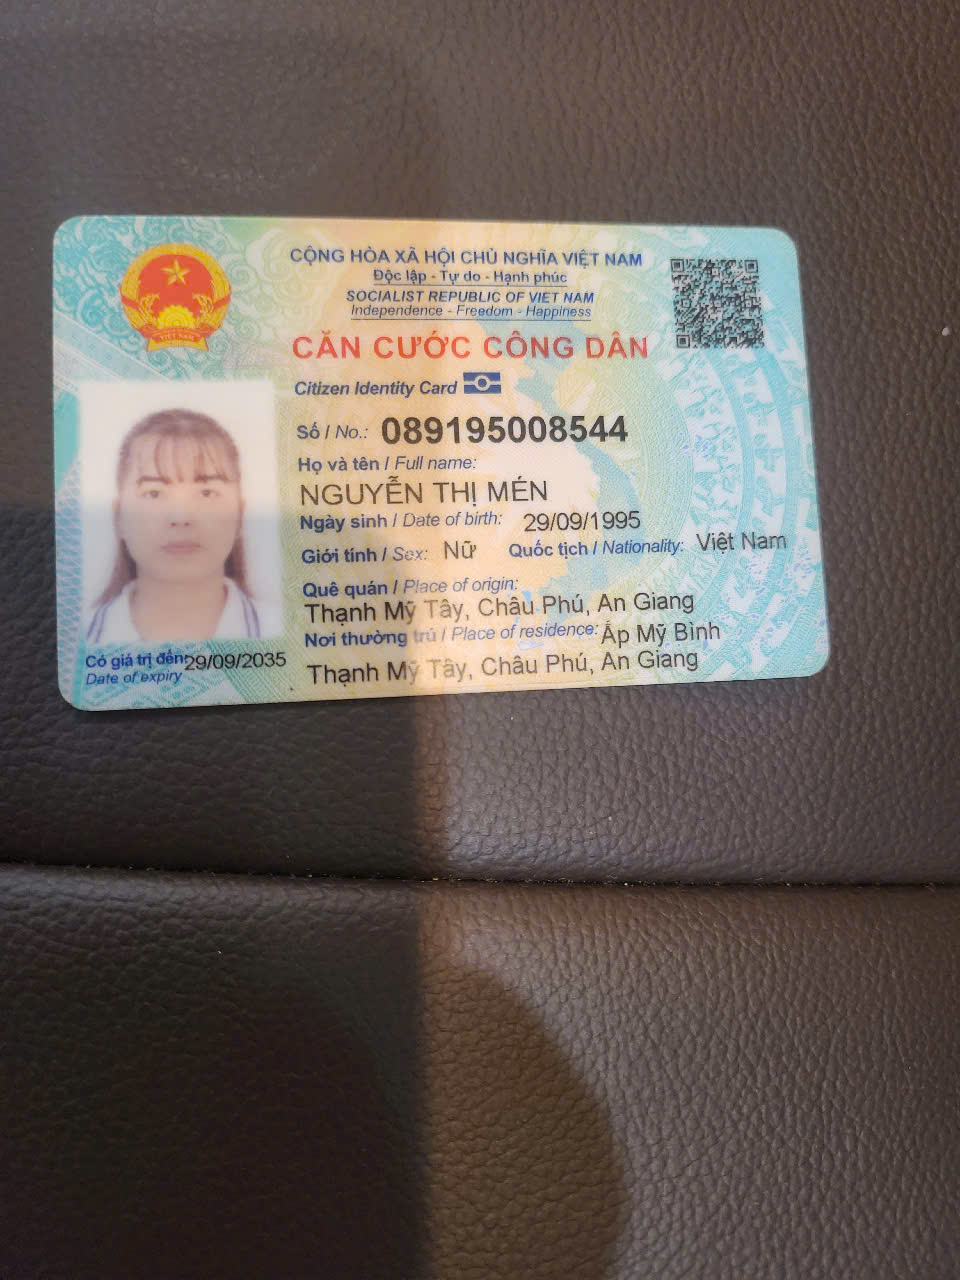 CỘNG HÒA XÃ HỘI CHỦ NGHĨA VIỆT NAM
Độc lập - Tự do - Hạnh phúc
SOCIALIST REPUBLIC OF VIET NAM
Independence - Freedom - Happiness
CĂN CƯỚC CÔNG DÂN
Citizen Identity Card
Số / No.: 089195008544
Họ và tên / Full name:
NGUYỄN THỊ MÉN
Ngày sinh / Date of birth: 29/09/1995
Giới tính / Sex: Nữ Quốc tịch / Nationality: Việt Nam
Quê quán / Place of origin:
Thạnh Mỹ Tây, Châu Phú, An Giang
Nơi thường trú / Place of residence: Ấp Mỹ Bình
Thạnh Mỹ Tây, Châu Phú, An Giang
Có giá trị đến: 29/09/2035
Date of expiry
VIỆT NAM